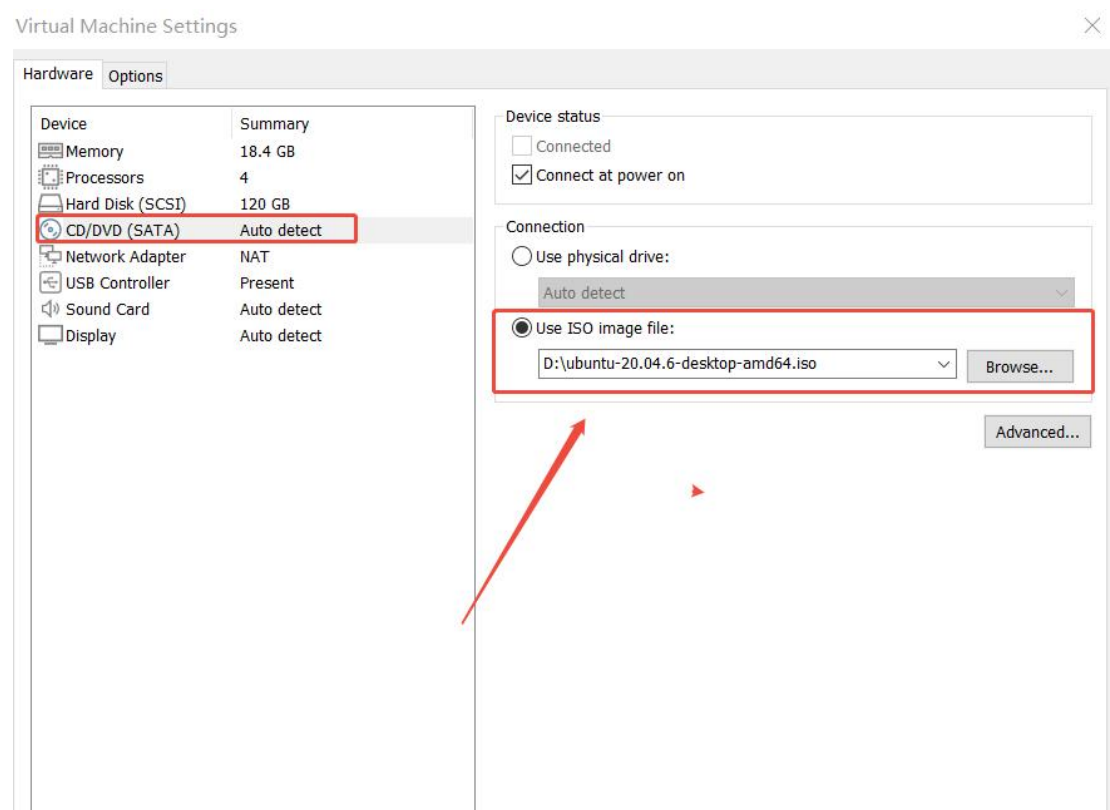 Virtual Machine Settings
Hardware
Options
Device Summary
Memory 18.4 GB
Processors 4
Hard Disk (SCSI) 120 GB
CD/DVD (SATA) Auto detect
Network Adapter NAT
USB Controller Present
Sound Card Auto detect
Display Auto detect
Device status
Connected
Connect at power on
Connection
Use physical drive:
Auto detect
Use ISO image file:
D:\ubuntu-20.04.6-desktop-amd64.iso
Browse...
Advanced...